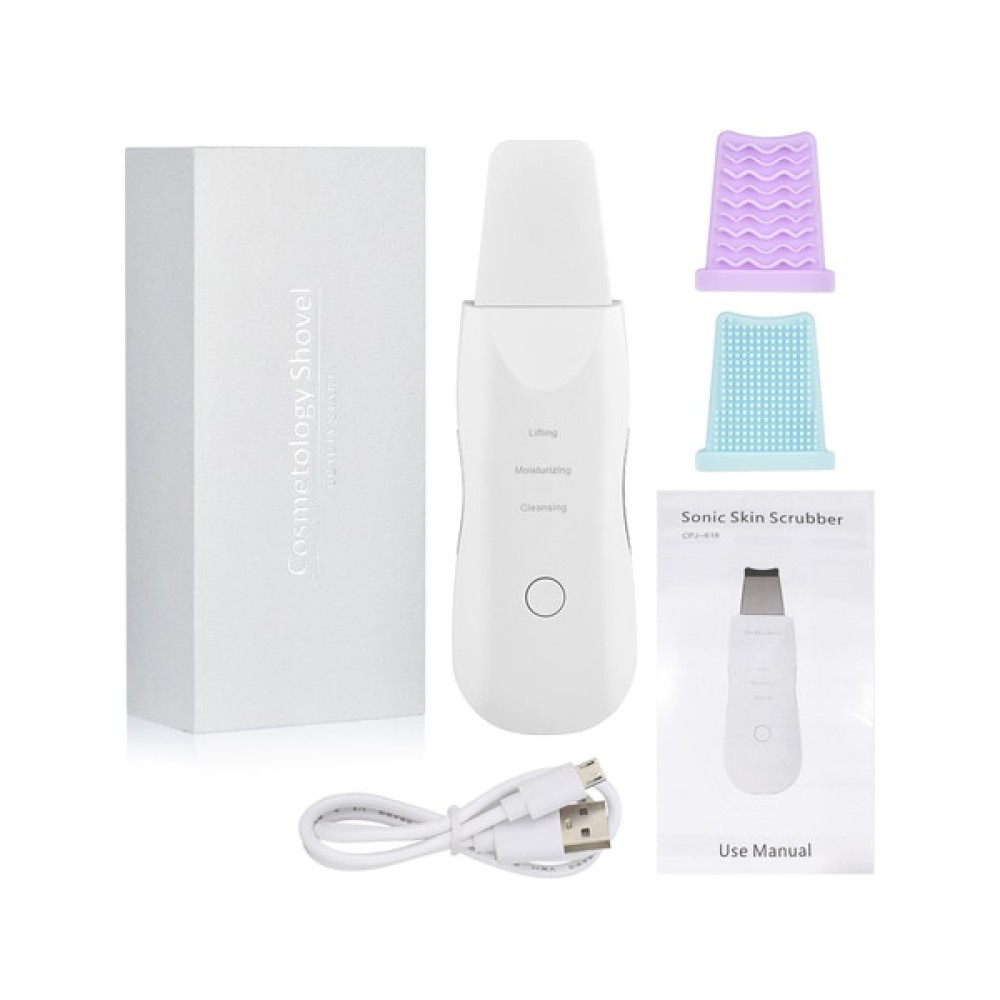 Cosmetology Shovel
Lifting
Moisturizing
Cleansing
Sonic Skin Scrubber
Use Manual